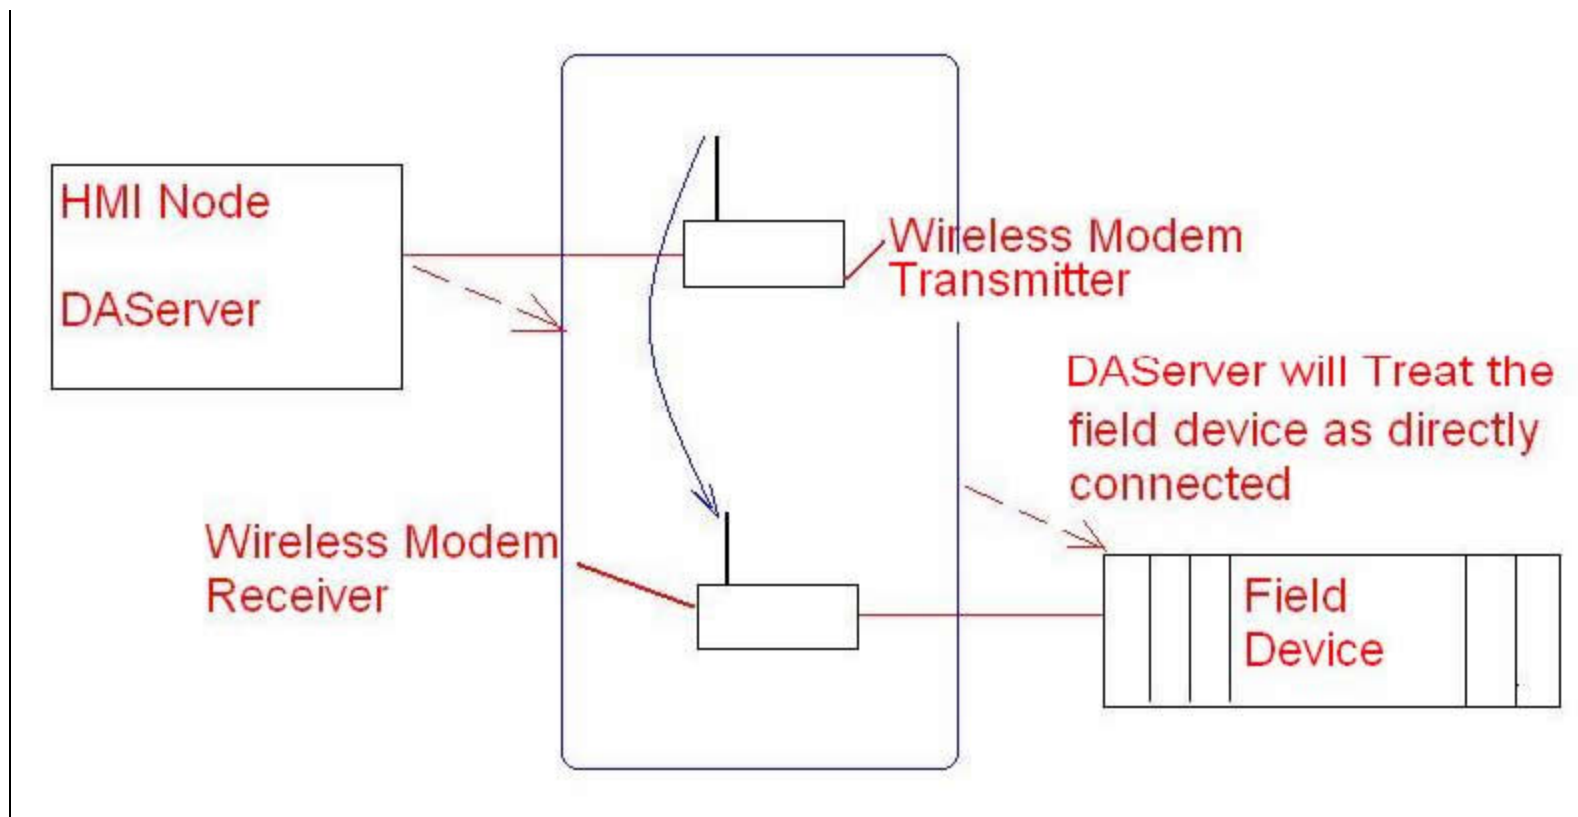 HMI Node
DAServer
Wireless Modem
Transmitter
DAServer will Treat the
field device as directly
connected
Wireless Modem
Receiver
Field
Device